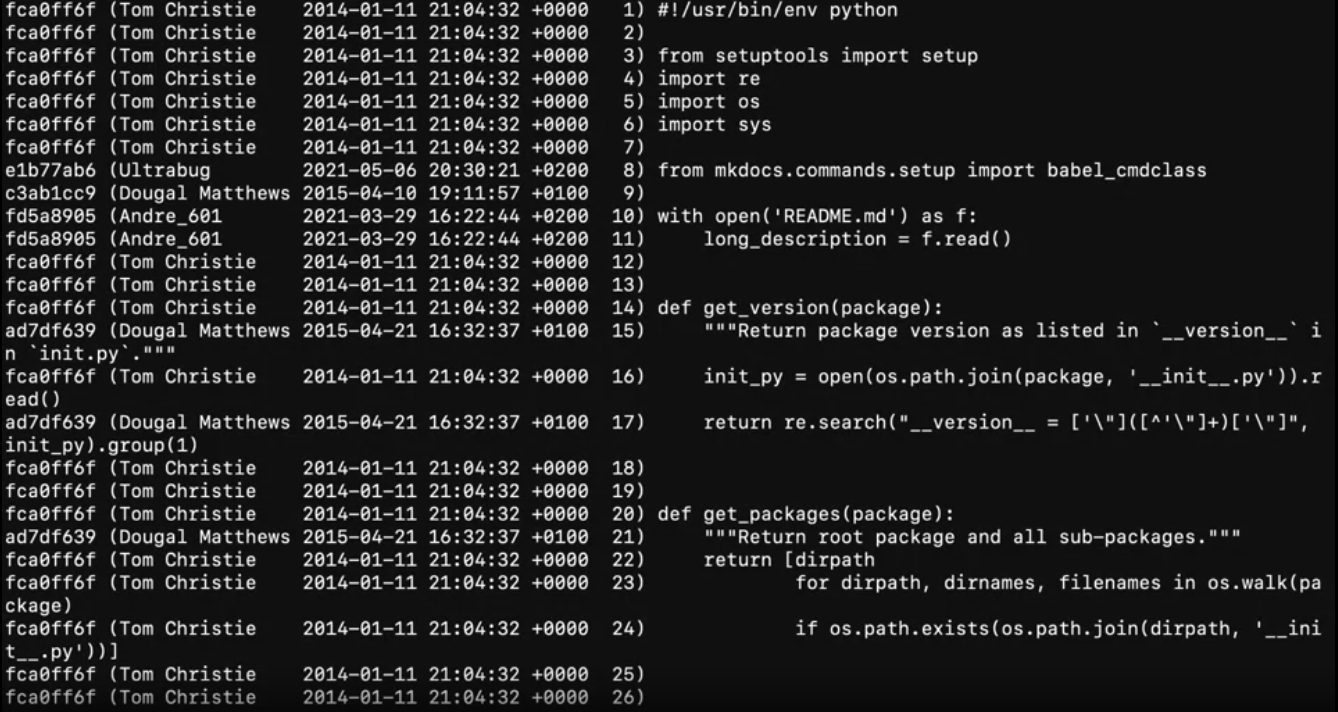 fca0ff6f (Tom Christie    2014-01-11 21:04:32 +0000   1) #!/usr/bin/env python
fca0ff6f (Tom Christie    2014-01-11 21:04:32 +0000   2)
fca0ff6f (Tom Christie    2014-01-11 21:04:32 +0000   3) from setuptools import setup
fca0ff6f (Tom Christie    2014-01-11 21:04:32 +0000   4) import re
fca0ff6f (Tom Christie    2014-01-11 21:04:32 +0000   5) import os
fca0ff6f (Tom Christie    2014-01-11 21:04:32 +0000   6) import sys
fca0ff6f (Tom Christie    2014-01-11 21:04:32 +0000   7)
e1b77ab6 (Ultrabug        2021-05-06 20:30:21 +0200   8) from mkdocs.commands.setup import babel_cmdclass
c3ab1cc9 (Dougal Matthews 2015-04-10 19:11:57 +0100   9)
fd5a8905 (Andre_601       2021-03-29 16:22:44 +0200  10) with open('README.md') as f:
fd5a8905 (Andre_601       2021-03-29 16:22:44 +0200  11)     long_description = f.read()
fca0ff6f (Tom Christie    2014-01-11 21:04:32 +0000  12)
fca0ff6f (Tom Christie    2014-01-11 21:04:32 +0000  13)
fca0ff6f (Tom Christie    2014-01-11 21:04:32 +0000  14) def get_version(package):
ad7df639 (Dougal Matthews 2015-04-21 16:32:37 +0100  15)     """Return package version as listed in `__version__` i
n `init.py`."""
fca0ff6f (Tom Christie    2014-01-11 21:04:32 +0000  16)     init_py = open(os.path.join(package, '__init__.py')).r
ead()
ad7df639 (Dougal Matthews 2015-04-21 16:32:37 +0100  17)     return re.search("__version__ = ['\"]([^'\"]+)['\"]",
init_py).group(1)
fca0ff6f (Tom Christie    2014-01-11 21:04:32 +0000  18)
fca0ff6f (Tom Christie    2014-01-11 21:04:32 +0000  19)
fca0ff6f (Tom Christie    2014-01-11 21:04:32 +0000  20) def get_packages(package):
ad7df639 (Dougal Matthews 2015-04-21 16:32:37 +0100  21)     """Return root package and all sub-packages."""
fca0ff6f (Tom Christie    2014-01-11 21:04:32 +0000  22)     return [dirpath
fca0ff6f (Tom Christie    2014-01-11 21:04:32 +0000  23)             for dirpath, dirnames, filenames in os.walk(pa
ckage)
fca0ff6f (Tom Christie    2014-01-11 21:04:32 +0000  24)             if os.path.exists(os.path.join(dirpath, '__ini
t__.py'))]
fca0ff6f (Tom Christie    2014-01-11 21:04:32 +0000  25)
fca0ff6f (Tom Christie    2014-01-11 21:04:32 +0000  26)